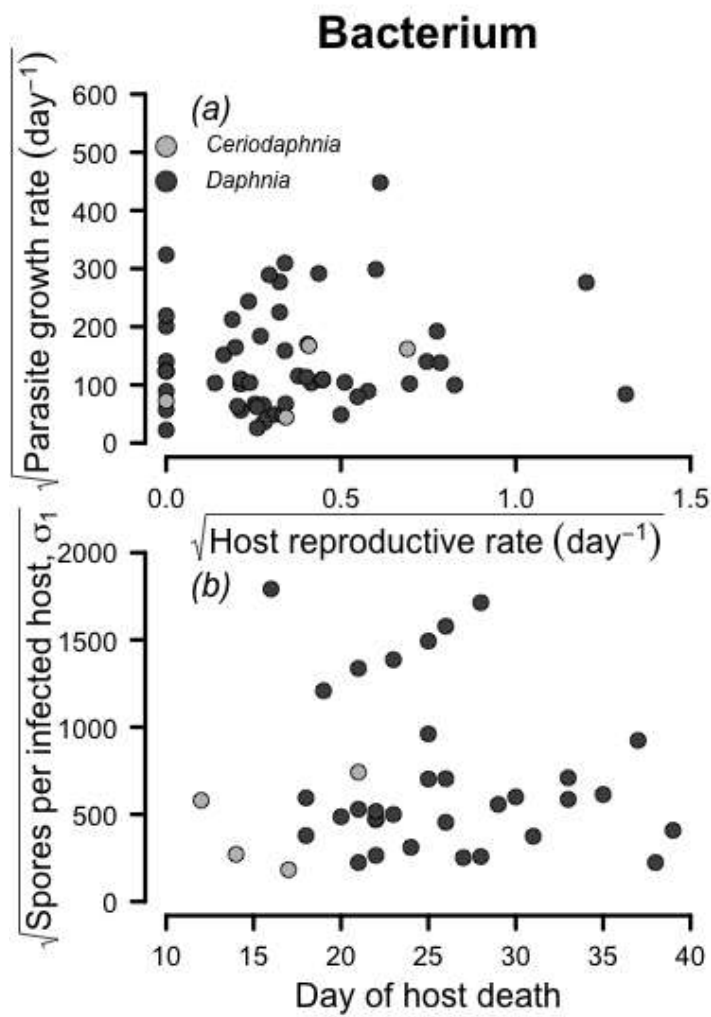 Bacterium
√Parasite growth rate (day⁻¹)
600
500
400
300
200
100
0
(a)
Ceriodaphnia
Daphnia
0.0 0.5 1.0 1.5
√Host reproductive rate (day⁻¹)
√Spores per infected host, σ₁
2000
1500
1000
500
0
(b)
10 15 20 25 30 35 40
Day of host death